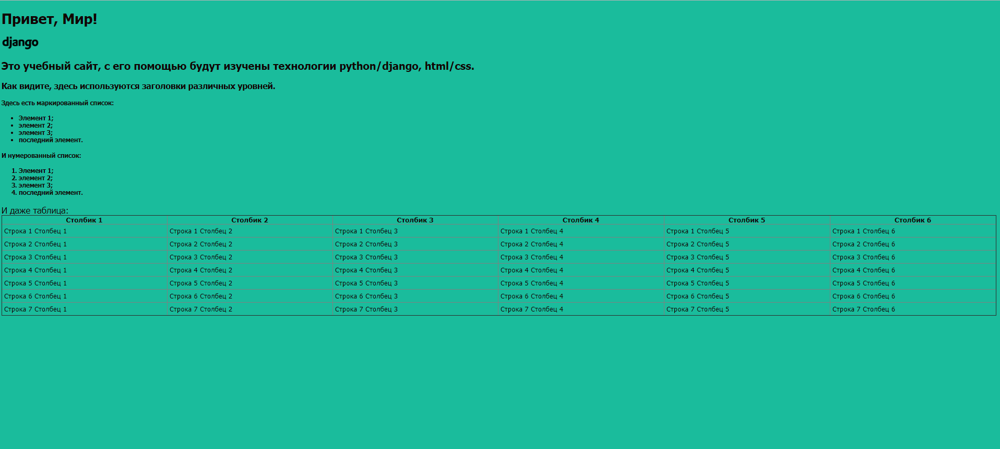 Привет, Мир!
django
Это учебный сайт, с его помощью будут изучены технологии python/django, html/css.
Как видите, здесь используются заголовки различных уровней.
Здесь есть маркированный список:
• Элемент 1;
• элемент 2;
• элемент 3;
• последний элемент.
И нумерованный список:
1. Элемент 1;
2. элемент 2;
3. элемент 3;
4. последний элемент.
И даже таблица:
Столбик 1 Столбик 2 Столбик 3 Столбик 4 Столбик 5 Столбик 6
Строка 1 Столбец 1 Строка 1 Столбец 2 Строка 1 Столбец 3 Строка 1 Столбец 4 Строка 1 Столбец 5 Строка 1 Столбец 6
Строка 2 Столбец 1 Строка 2 Столбец 2 Строка 2 Столбец 3 Строка 2 Столбец 4 Строка 2 Столбец 5 Строка 2 Столбец 6
Строка 3 Столбец 1 Строка 3 Столбец 2 Строка 3 Столбец 3 Строка 3 Столбец 4 Строка 3 Столбец 5 Строка 3 Столбец 6
Строка 4 Столбец 1 Строка 4 Столбец 2 Строка 4 Столбец 3 Строка 4 Столбец 4 Строка 4 Столбец 5 Строка 4 Столбец 6
Строка 5 Столбец 1 Строка 5 Столбец 2 Строка 5 Столбец 3 Строка 5 Столбец 4 Строка 5 Столбец 5 Строка 5 Столбец 6
Строка 6 Столбец 1 Строка 6 Столбец 2 Строка 6 Столбец 3 Строка 6 Столбец 4 Строка 6 Столбец 5 Строка 6 Столбец 6
Строка 7 Столбец 1 Строка 7 Столбец 2 Строка 7 Столбец 3 Строка 7 Столбец 4 Строка 7 Столбец 5 Строка 7 Столбец 6